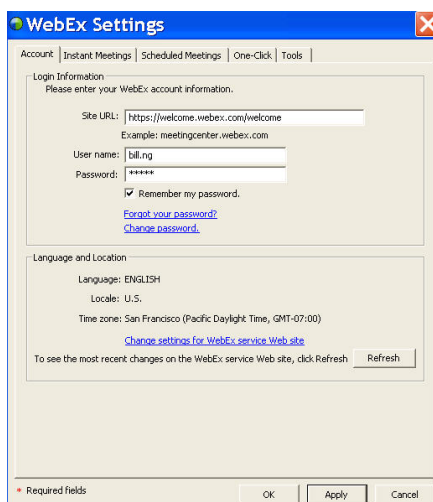 WebEx Settings
Account Instant Meetings Scheduled Meetings One-Click Tools
Login Information
Please enter your WebEx account information.
Site URL: https://welcome.webex.com/welcome
Example: meetingcenter.webex.com
User name: bill.ng
Password: *****
Remember my password.
Forgot your password?
Change password.
Language and Location
Language: ENGLISH
Locale: U.S.
Time zone: San Francisco (Pacific Daylight Time, GMT-07:00)
Change settings for WebEx service Web site
To see the most recent changes on the WebEx service Web site, click Refresh Refresh
* Required fields OK Apply Cancel